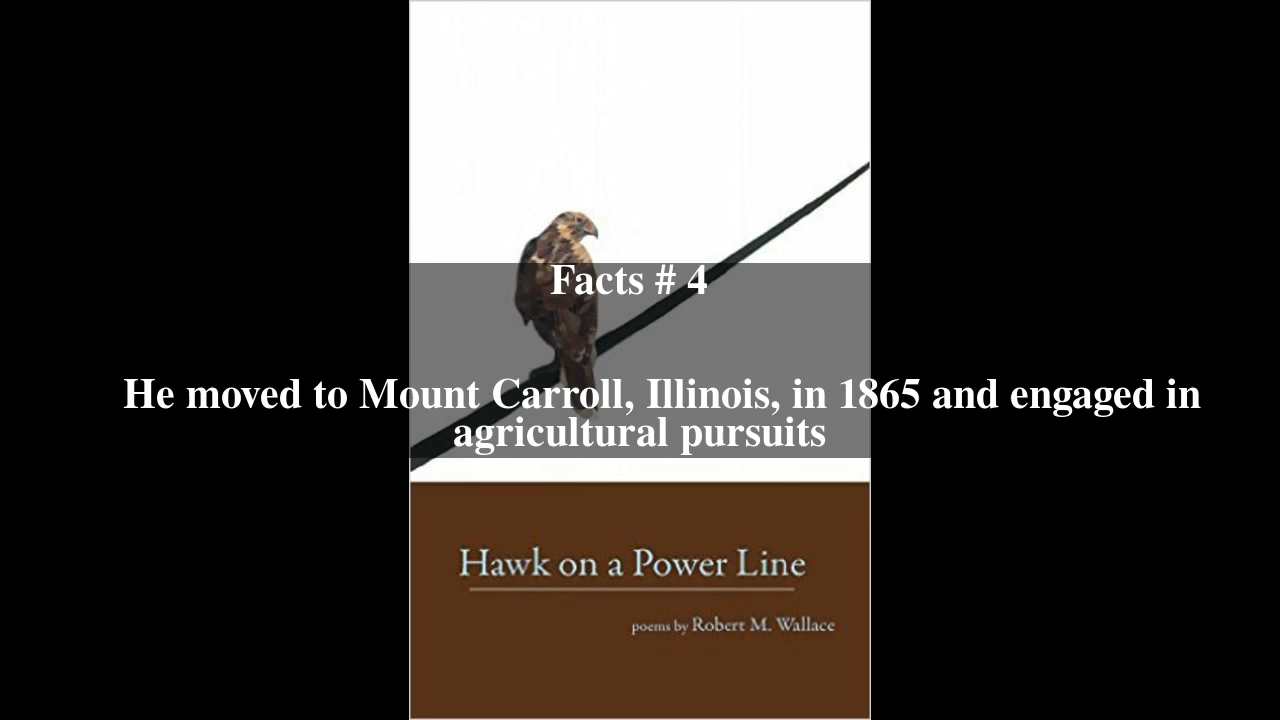 Facts # 4
He moved to Mount Carroll, Illinois, in 1865 and engaged in
agricultural pursuits
Hawk on a Power Line
poems by Robert M. Wallace